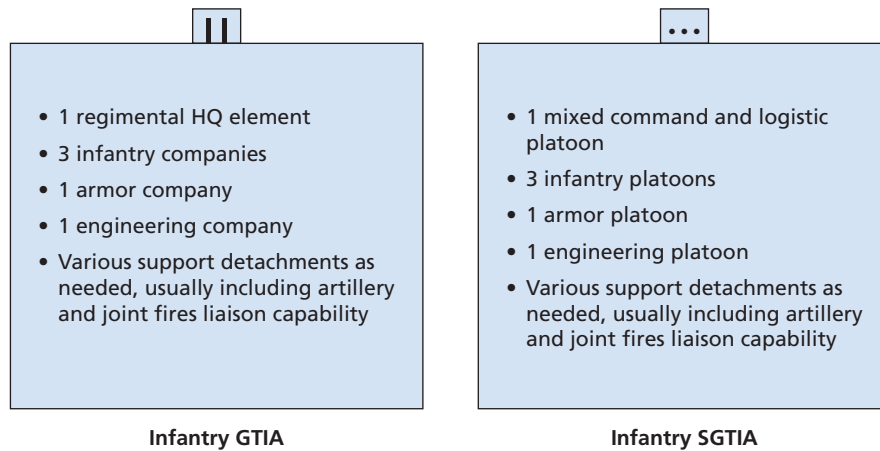 • 1 regimental HQ element
• 3 infantry companies
• 1 armor company
• 1 engineering company
• Various support detachments as
needed, usually including artillery
and joint fires liaison capability
Infantry GTIA
• 1 mixed command and logistic
platoon
• 3 infantry platoons
• 1 armor platoon
• 1 engineering platoon
• Various support detachments as
needed, usually including artillery
and joint fires liaison capability
Infantry SGTIA